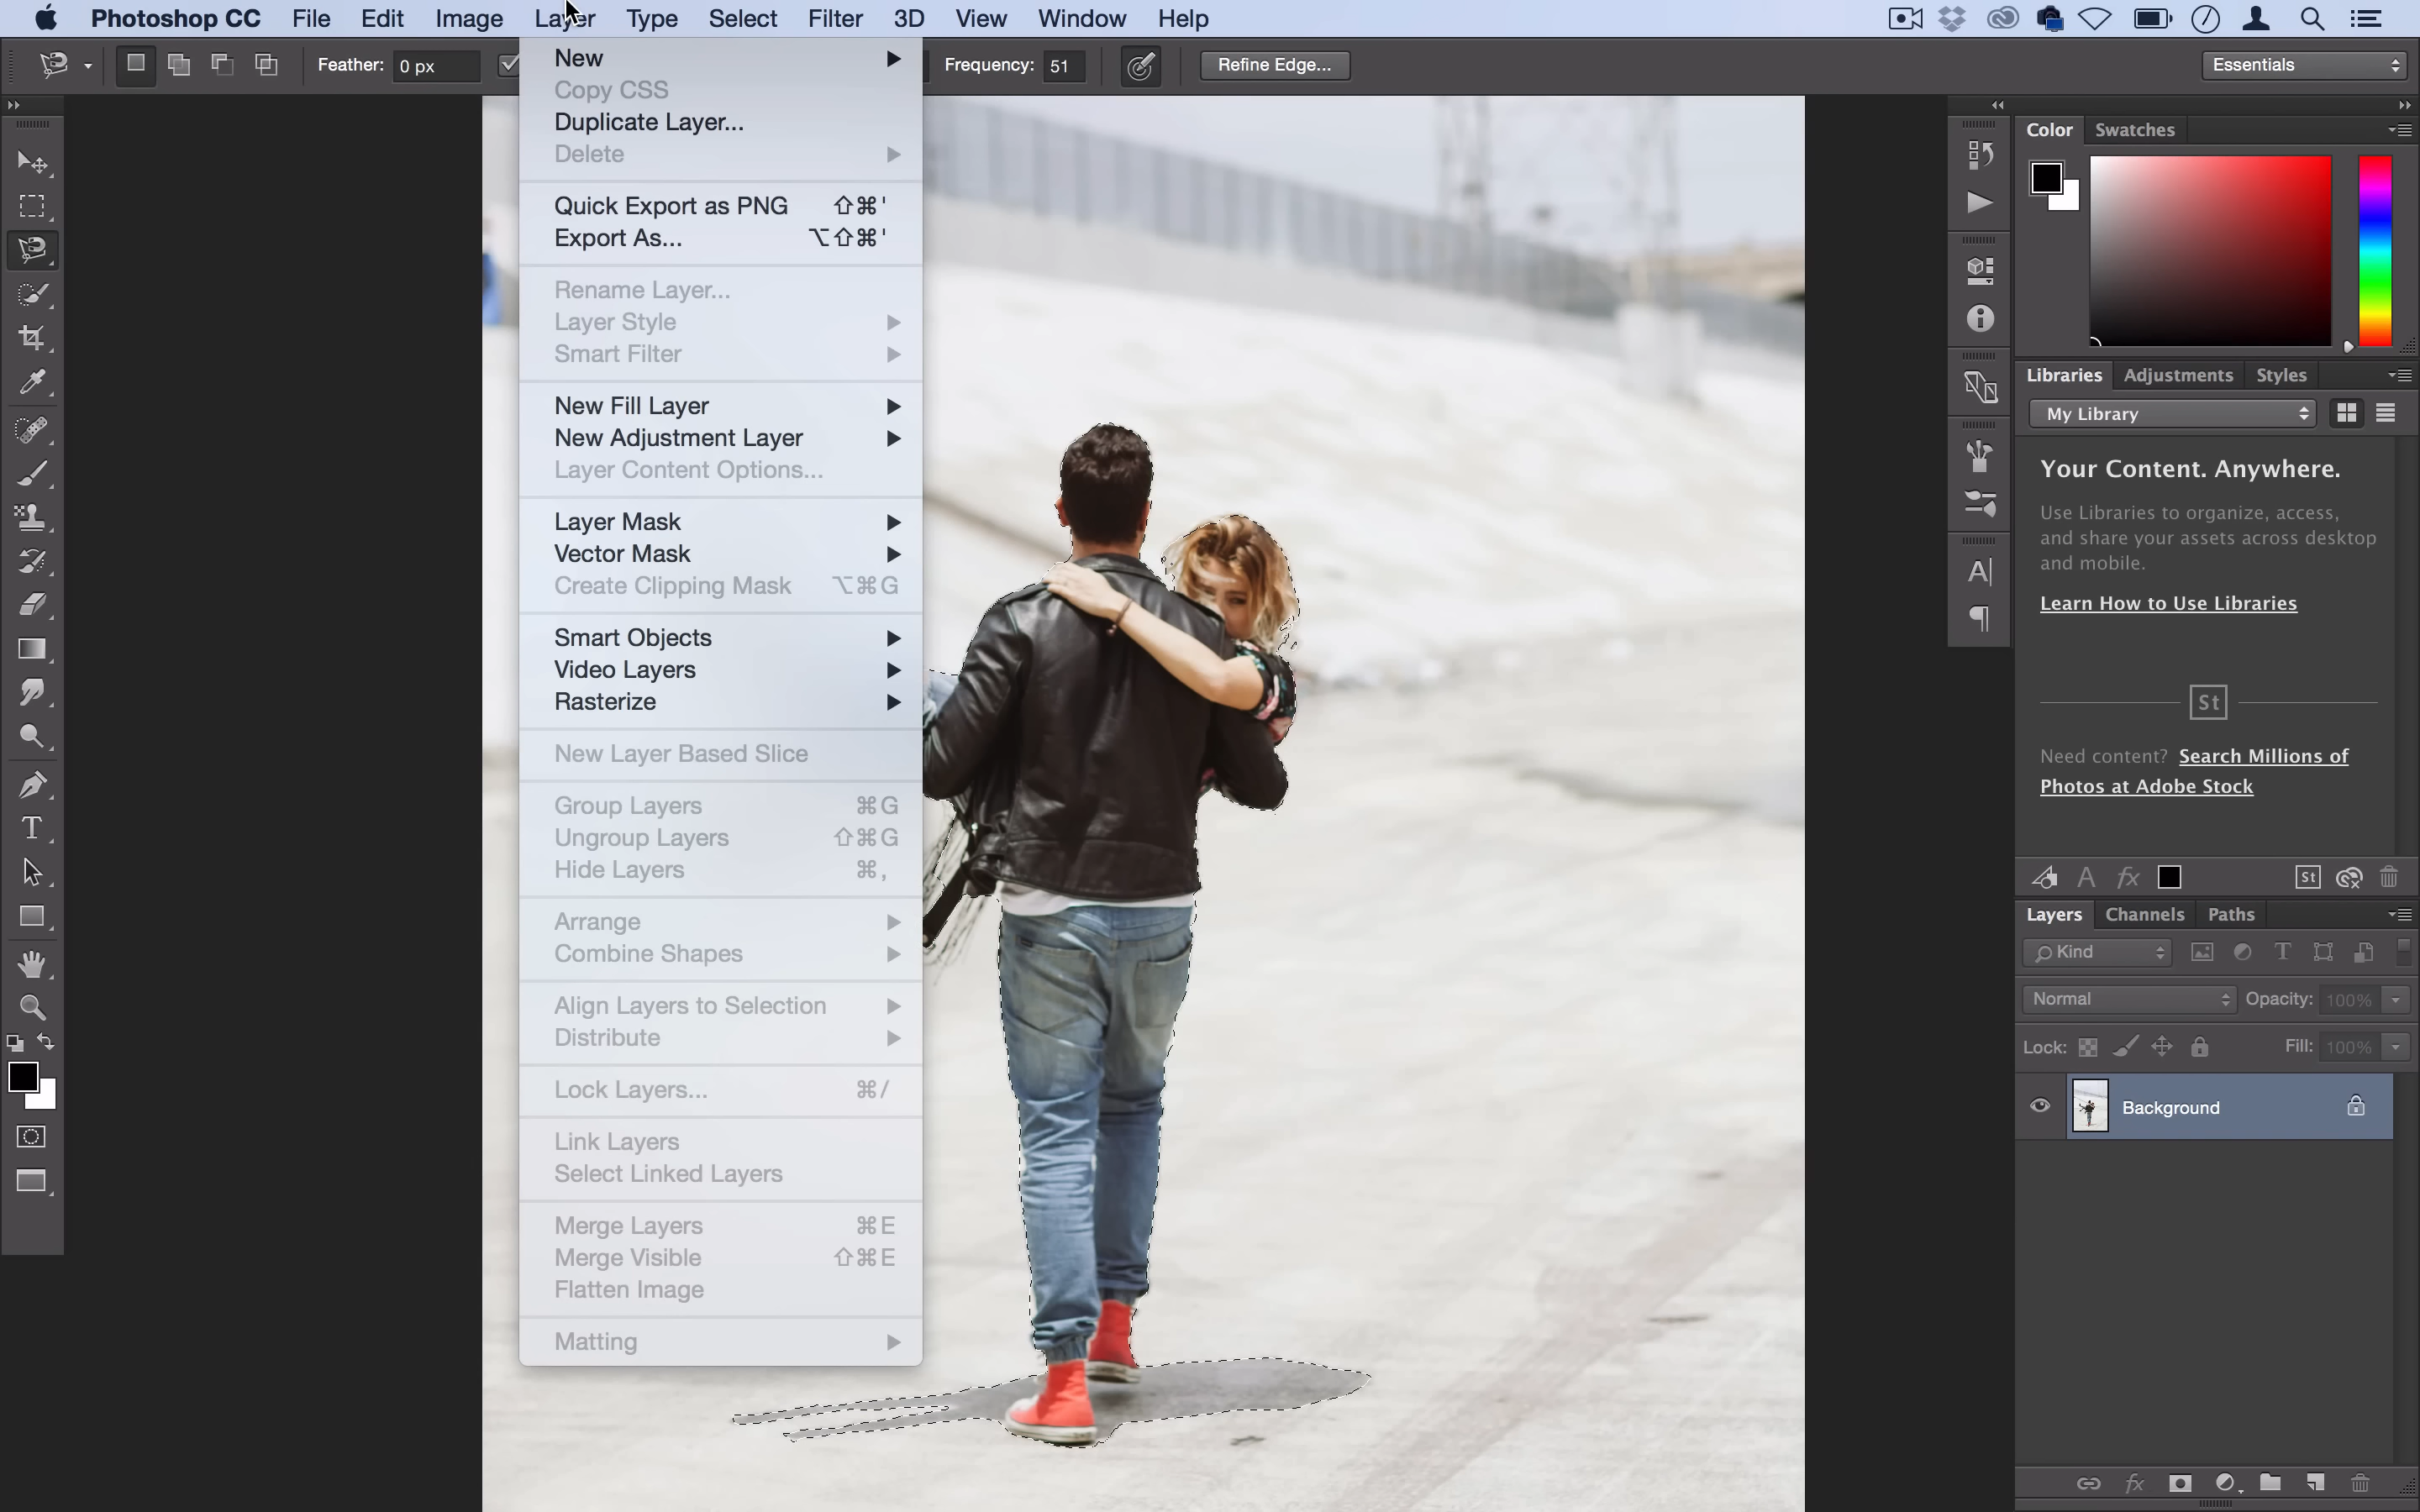 Photoshop CC File Edit Image Layer Type Select Filter 3D View Window Help
Feather: 0 px Frequency: 51 Refine Edge... Essentials
New
Copy CSS
Duplicate Layer...
Delete
Quick Export as PNG ⇧⌘'
Export As... ⌥⇧⌘'
Rename Layer...
Layer Style
Smart Filter
New Fill Layer
New Adjustment Layer
Layer Content Options...
Layer Mask
Vector Mask
Create Clipping Mask ⌥⌘G
Smart Objects
Video Layers
Rasterize
New Layer Based Slice
Group Layers ⌘G
Ungroup Layers ⇧⌘G
Hide Layers ⌘,
Arrange
Combine Shapes
Align Layers to Selection
Distribute
Lock Layers... ⌘/
Link Layers
Select Linked Layers
Merge Layers ⌘E
Merge Visible ⇧⌘E
Flatten Image
Matting
Color Swatches
Libraries Adjustments Styles
My Library
Your Content. Anywhere.
Use Libraries to organize, access,
and share your assets across desktop
and mobile.
Learn How to Use Libraries
St
Need content? Search Millions of
Photos at Adobe Stock
A fx St
Layers Channels Paths
Kind T
Normal Opacity: 100%
Lock: Fill: 100%
Background
fx